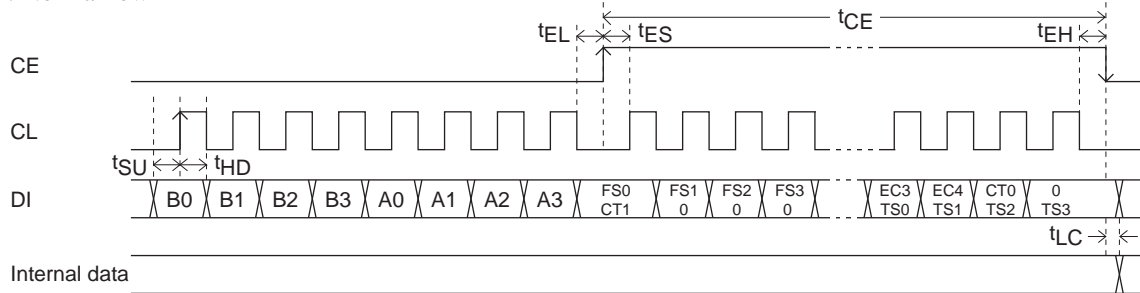 tCE
tEL tES tEH
CE
CL
tSU tHD
DI B0 B1 B2 B3 A0 A1 A2 A3 FS0 FS1 FS2 FS3 EC3 EC4 CT0 0
CT1 0 0 0 TS0 TS1 TS2 TS3
tLC
Internal data